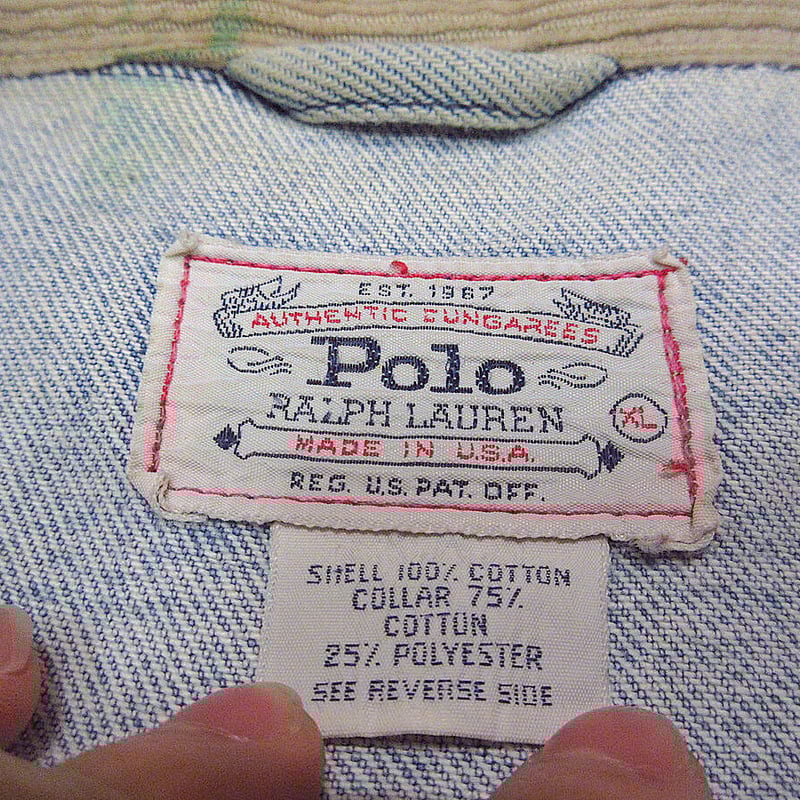 EST. 1967
AUTHENTIC DUNGAREES
Polo
RALPH LAUREN
XL
MADE IN U.S.A.
REG. U.S. PAT. OFF.
SHELL 100% COTTON
COLLAR 75%
COTTON
25% POLYESTER
SEE REVERSE SIDE